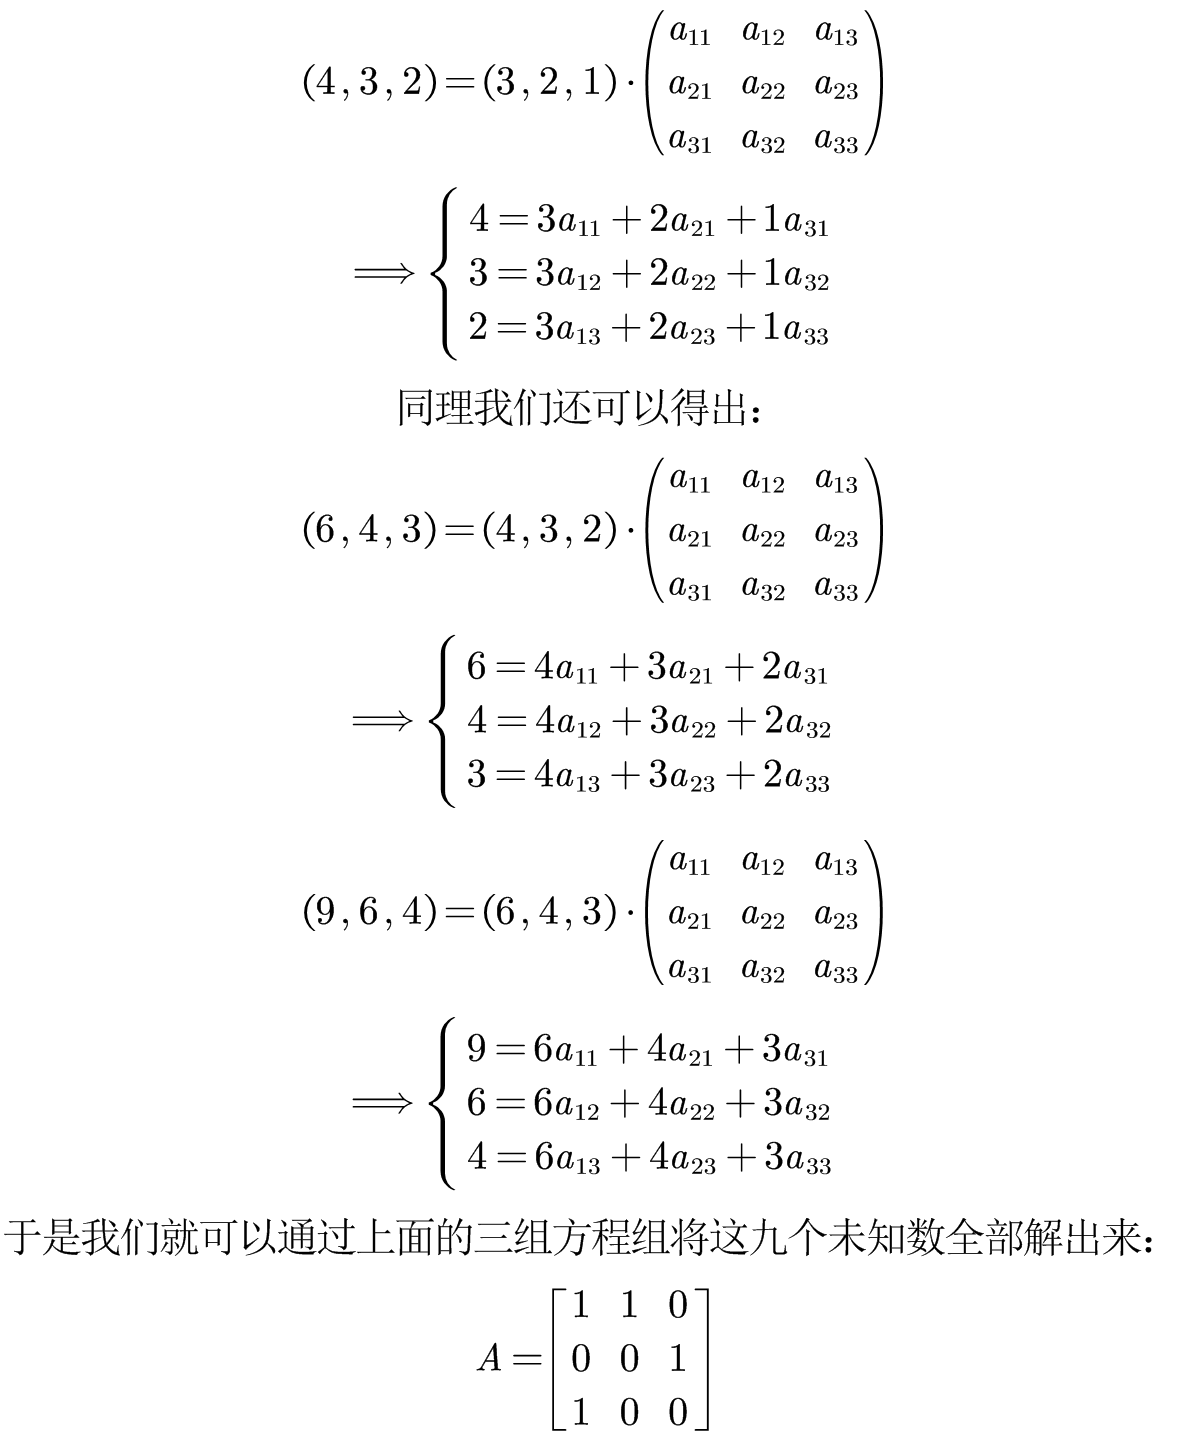 $(4,3,2)=(3,2,1)\cdot\begin{pmatrix}a_{11}&a_{12}&a_{13}\\a_{21}&a_{22}&a_{23}\\a_{31}&a_{32}&a_{33}\end{pmatrix}$
$\Longrightarrow\begin{cases}4=3a_{11}+2a_{21}+1a_{31}\\3=3a_{12}+2a_{22}+1a_{32}\\2=3a_{13}+2a_{23}+1a_{33}\end{cases}$
同理我们还可以得出：
$(6,4,3)=(4,3,2)\cdot\begin{pmatrix}a_{11}&a_{12}&a_{13}\\a_{21}&a_{22}&a_{23}\\a_{31}&a_{32}&a_{33}\end{pmatrix}$
$\Longrightarrow\begin{cases}6=4a_{11}+3a_{21}+2a_{31}\\4=4a_{12}+3a_{22}+2a_{32}\\3=4a_{13}+3a_{23}+2a_{33}\end{cases}$
$(9,6,4)=(6,4,3)\cdot\begin{pmatrix}a_{11}&a_{12}&a_{13}\\a_{21}&a_{22}&a_{23}\\a_{31}&a_{32}&a_{33}\end{pmatrix}$
$\Longrightarrow\begin{cases}9=6a_{11}+4a_{21}+3a_{31}\\6=6a_{12}+4a_{22}+3a_{32}\\4=6a_{13}+4a_{23}+3a_{33}\end{cases}$
于是我们就可以通过上面的三组方程组将这九个未知数全部解出来：
$A=\begin{bmatrix}1&1&0\\0&0&1\\1&0&0\end{bmatrix}$